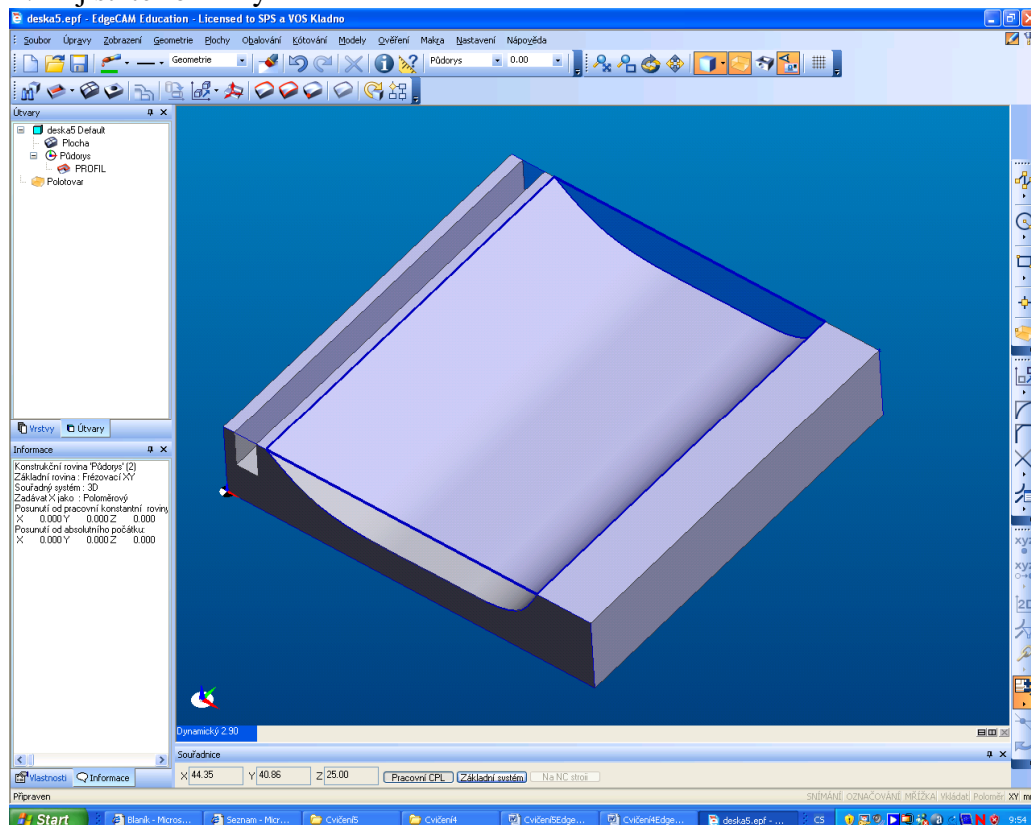 deska5.epf - EdgeCAM Education - Licensed to SPS a VOS Kladno
Soubor Úpravy Zobrazení Geometrie Plochy Obalování Kótování Modely Ověření Makra Nastavení Nápověda
Geometrie Půdorys 0.00
Útvary
deska5 Default
Plocha
Půdorys
PROFIL
Polotovar
Vrstvy Útvary
Informace
Konstrukční rovina 'Půdorys' (2)
Základní rovina : Frézovací XY
Souřadný systém : 3D
Zadávat X jako : Poloměrový
Posunutí od pracovní konstantní roviny
X 0.000 Y 0.000 Z 0.000
Posunutí od absolutního počátku:
X 0.000 Y 0.000 Z 0.000
Vlastnosti Informace
Dynamický 2.90
Souřadnice
X 44.35 Y 40.86 Z 25.00 Pracovní CPL Základní systém Na NC stroji
Připraven
SNÍMÁNÍ OZNAČOVÁNÍ MŘÍŽKA Vkládat Poloměr XY
Start Blaník - Micros... Seznam - Micr... Cvičení5 Cvičení4 Cvičení5Edge... Cvičení4Edge... deska5.epf - ... CS 9:54